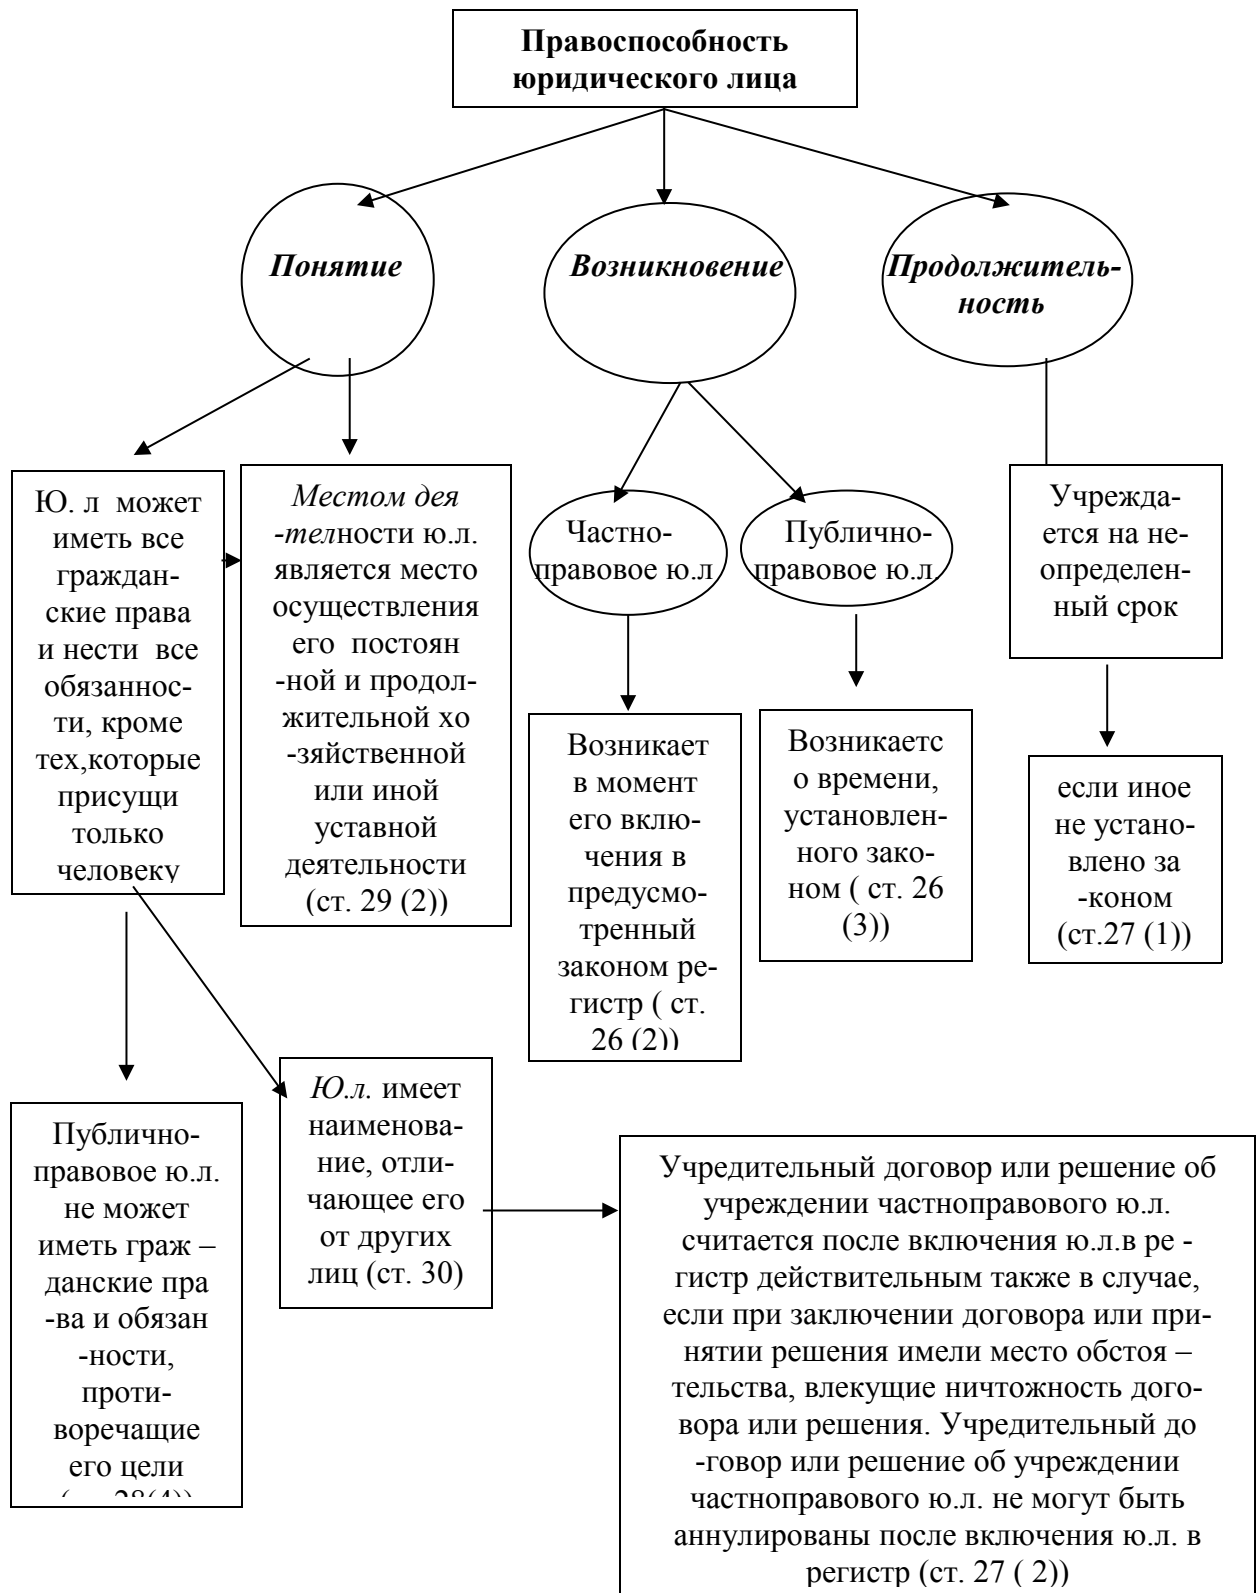 Правоспособность
юридического лица
Понятие
Возникновение
Продолжитель-
ность
Ю. л может
иметь все
граждан-
ские права
и нести все
обязаннос-
ти, кроме
тех,которые
присущи
только
человеку
Местом дея
-телности ю.л.
является место
осуществления
его постоян
-ной и продол-
жительной хо
-зяйственной
или иной
уставной
деятельности
(ст. 29 (2))
Частно-
правовое ю.л
Публично-
правовое ю.л.
Учрежда-
ется на не-
определен-
ный срок
Возникает
в момент
его вклю-
чения в
предусмо-
тренный
законом ре-
гистр ( ст.
26 (2))
Возникаетс
о времени,
установлен-
ного зако-
ном ( ст. 26
(3))
если иное
не устано-
влено за
-коном
(ст.27 (1))
Публично-
правовое ю.л.
не может
иметь граж –
данские пра
-ва и обязан
-ности,
проти-
воречащие
его цели
28(4))
Ю.л. имеет
наименова-
ние, отли-
чающее его
от других
лиц (ст. 30)
Учредительный договор или решение об
учреждении частноправового ю.л.
считается после включения ю.л.в ре -
гистр действительным также в случае,
если при заключении договора или при-
нятии решения имели место обстоя –
тельства, влекущие ничтожность дого-
вора или решения. Учредительный до
-говор или решение об учреждении
частноправового ю.л. не могут быть
аннулированы после включения ю.л. в
регистр (ст. 27 ( 2))